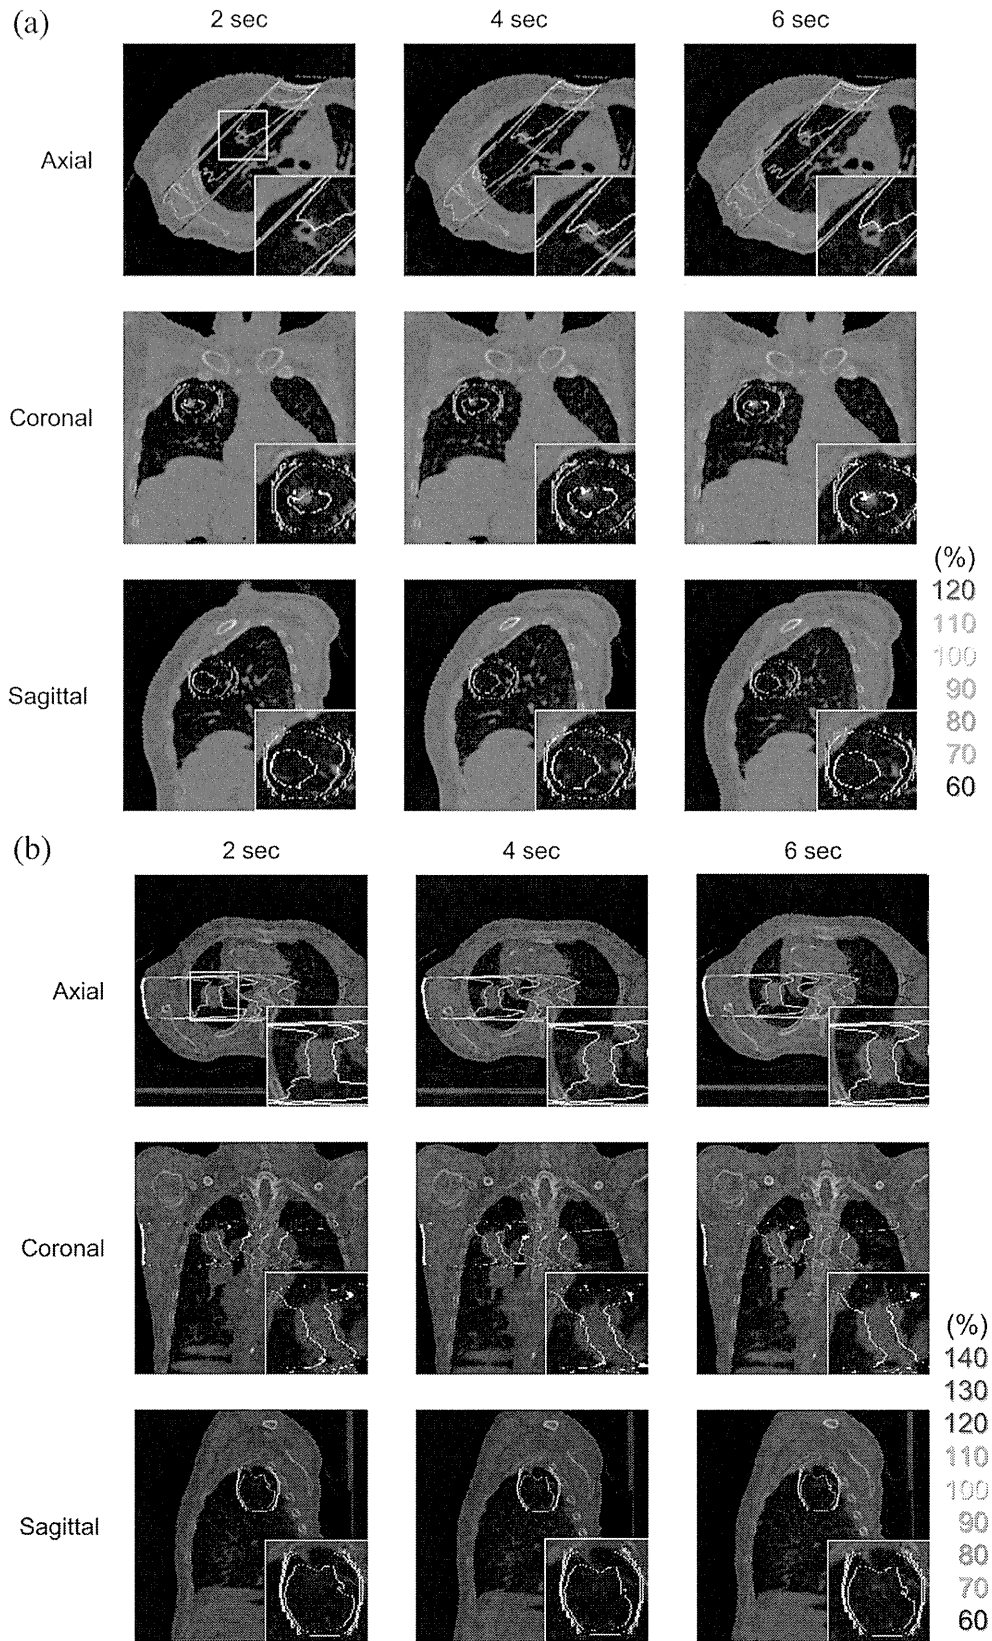 (a)
2 sec
4 sec
6 sec
Axial
Coronal
Sagittal
(%)
120
110
100
90
80
70
60
(b)
2 sec
4 sec
6 sec
Axial
Coronal
Sagittal
(%)
140
130
120
110
100
90
80
70
60